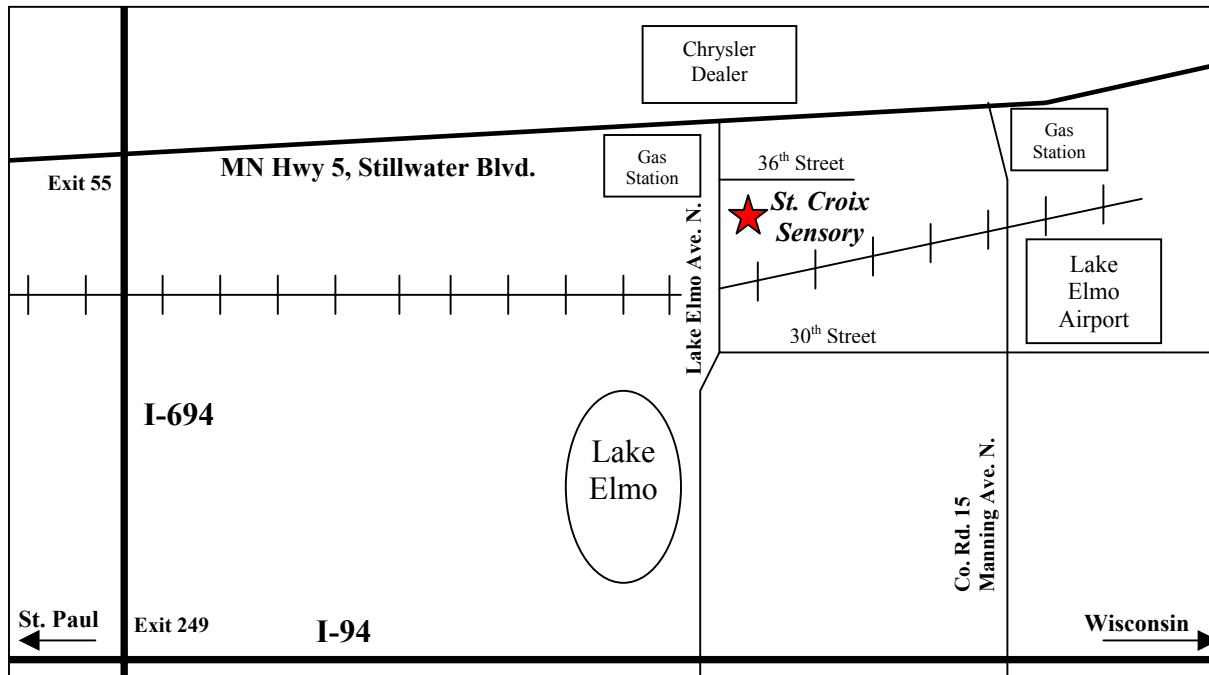 Chrysler
Dealer
Gas
Station
Gas
Station
MN Hwy 5, Stillwater Blvd.
36th Street
Exit 55
St. Croix
Sensory
Lake Elmo Ave. N.
Lake
Elmo
Airport
30th Street
I-694
Lake
Elmo
Co. Rd. 15
Manning Ave. N.
St. Paul
Exit 249
I-94
Wisconsin